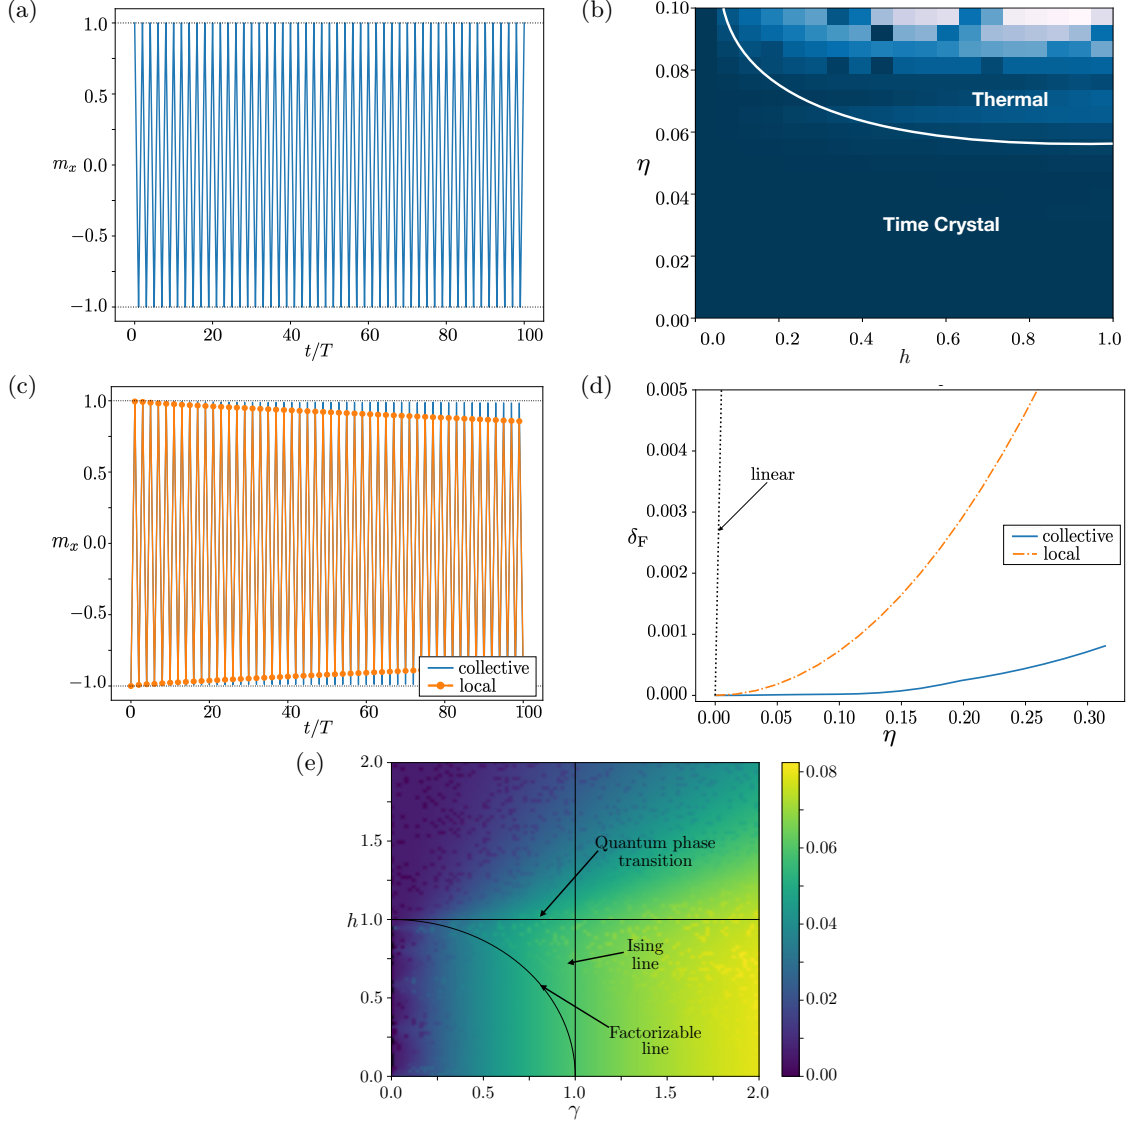 (a)
1.0
0.5
m_x 0.0
−0.5
−1.0
0 20 40 60 80 100
t/T
(b)
0.10
0.08
0.06
η
0.04
0.02
0.00
Thermal
Time Crystal
0.0 0.2 0.4 0.6 0.8 1.0
h
(c)
1.0
0.5
m_x 0.0
−0.5
−1.0
collective
local
0 20 40 60 80 100
t/T
(d)
0.005
0.004
0.003
δ_F
0.002
0.001
0.000
linear
collective
local
0.00 0.05 0.10 0.15 0.20 0.25 0.30
η
(e)
2.0
1.5
h 1.0
0.5
0.0
Quantum phase
transition
Ising
line
Factorizable
line
0.0 0.5 1.0 1.5 2.0
γ
0.08
0.06
0.04
0.02
0.00